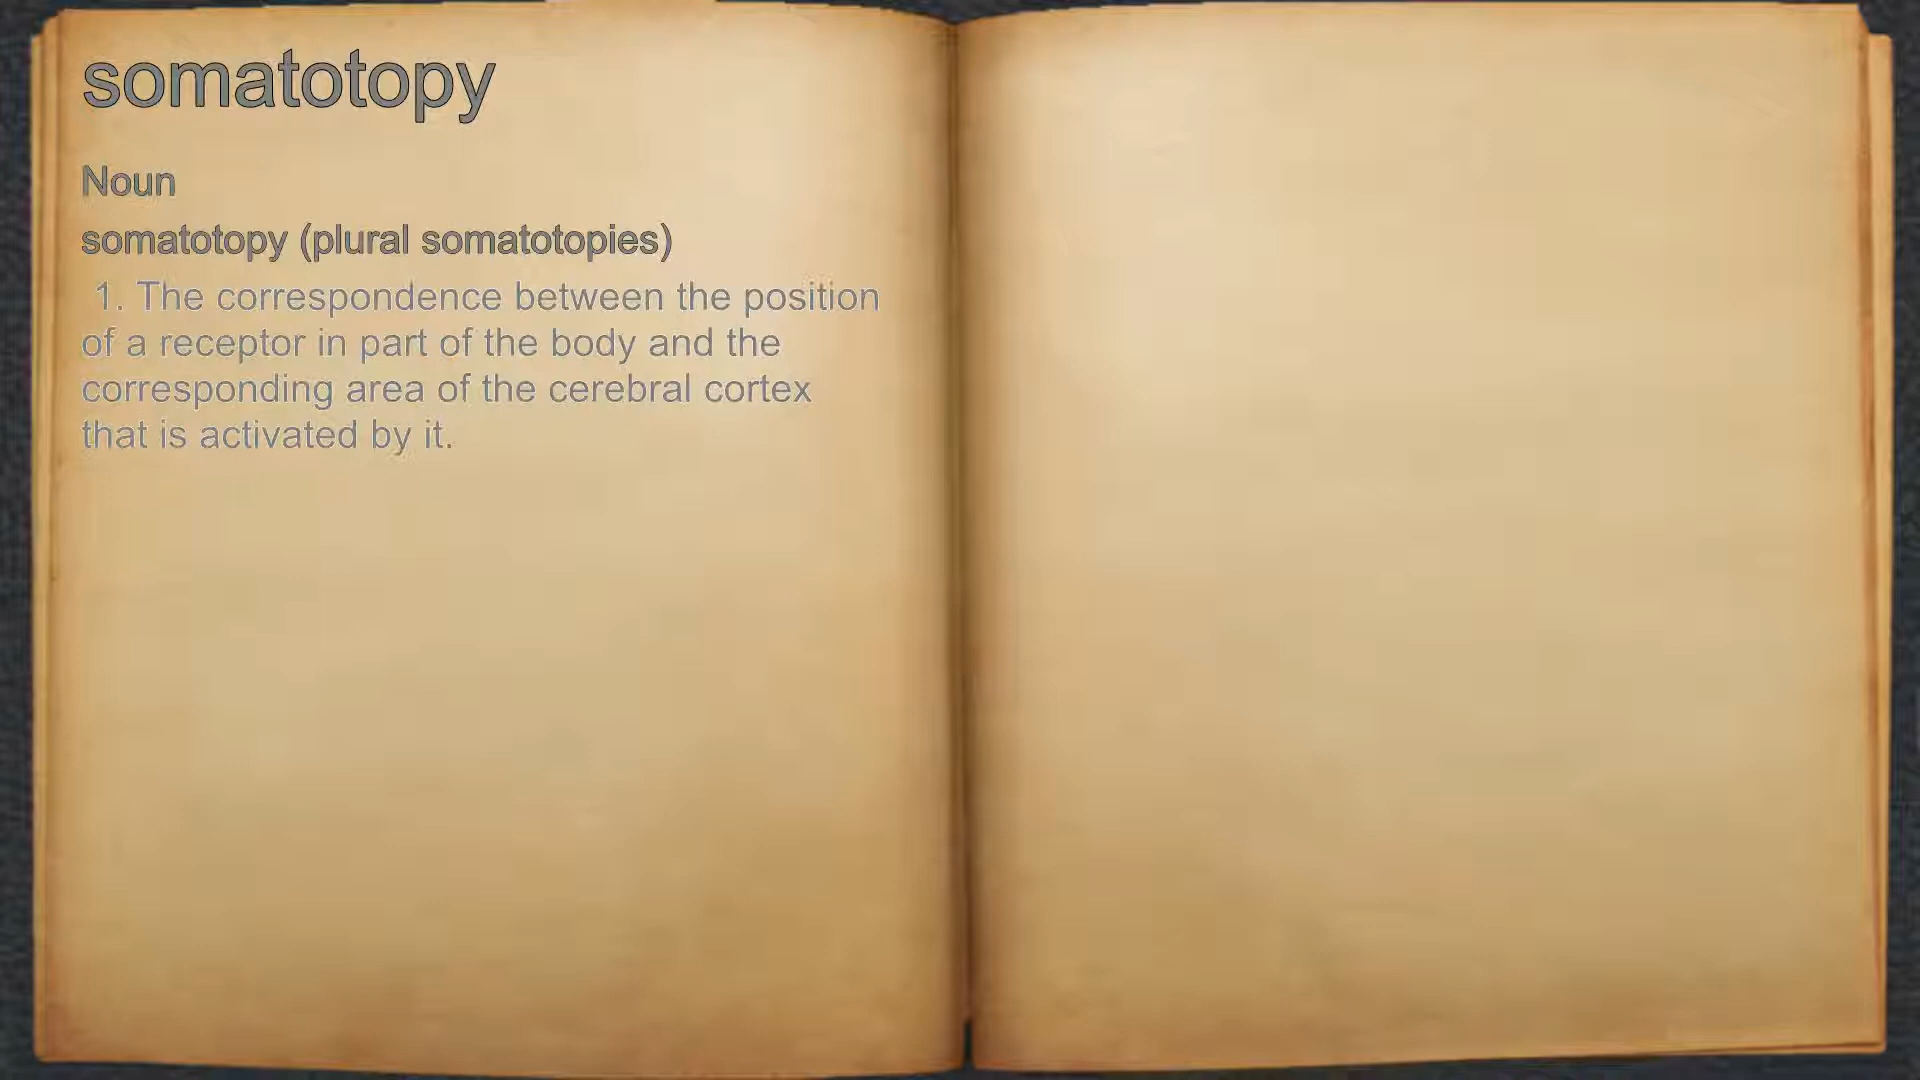 somatotopy
Noun
somatotopy (plural somatotopies)
1. The correspondence between the position
of a receptor in part of the body and the
corresponding area of the cerebral cortex
that is activated by it.